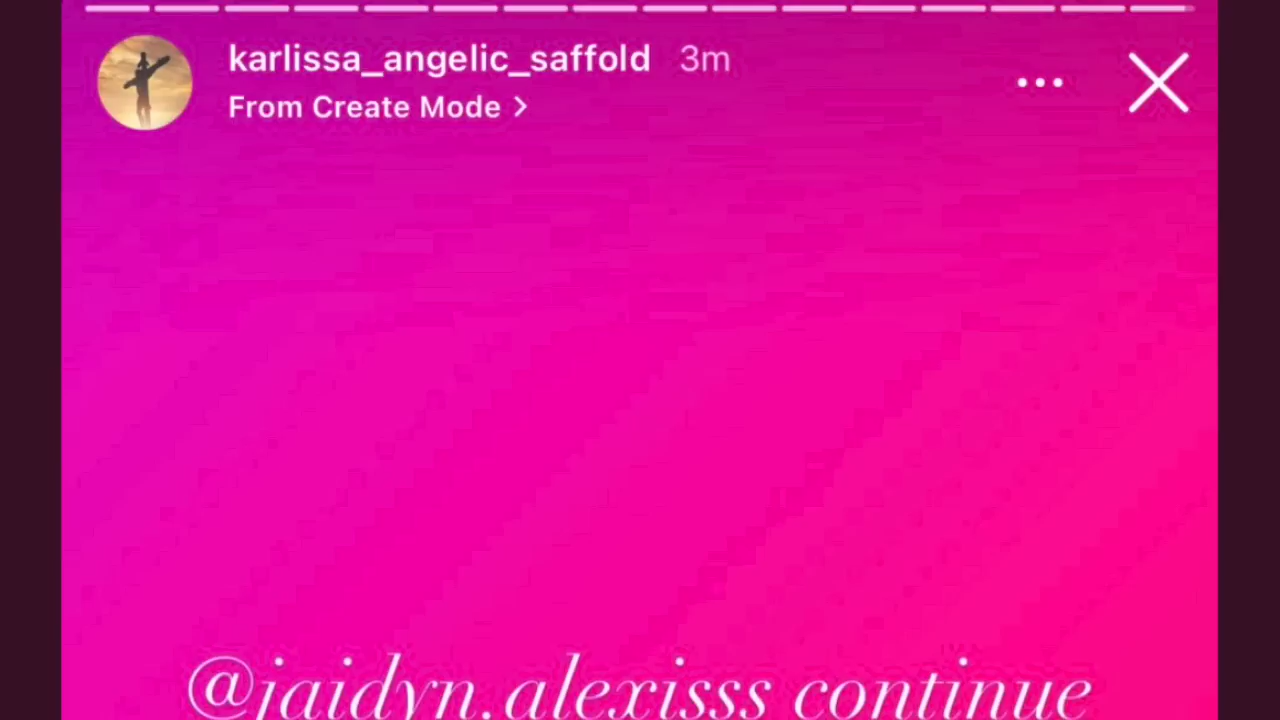 karlissa_angelic_saffold 3m
From Create Mode >
@jaidyn.alexisss continue